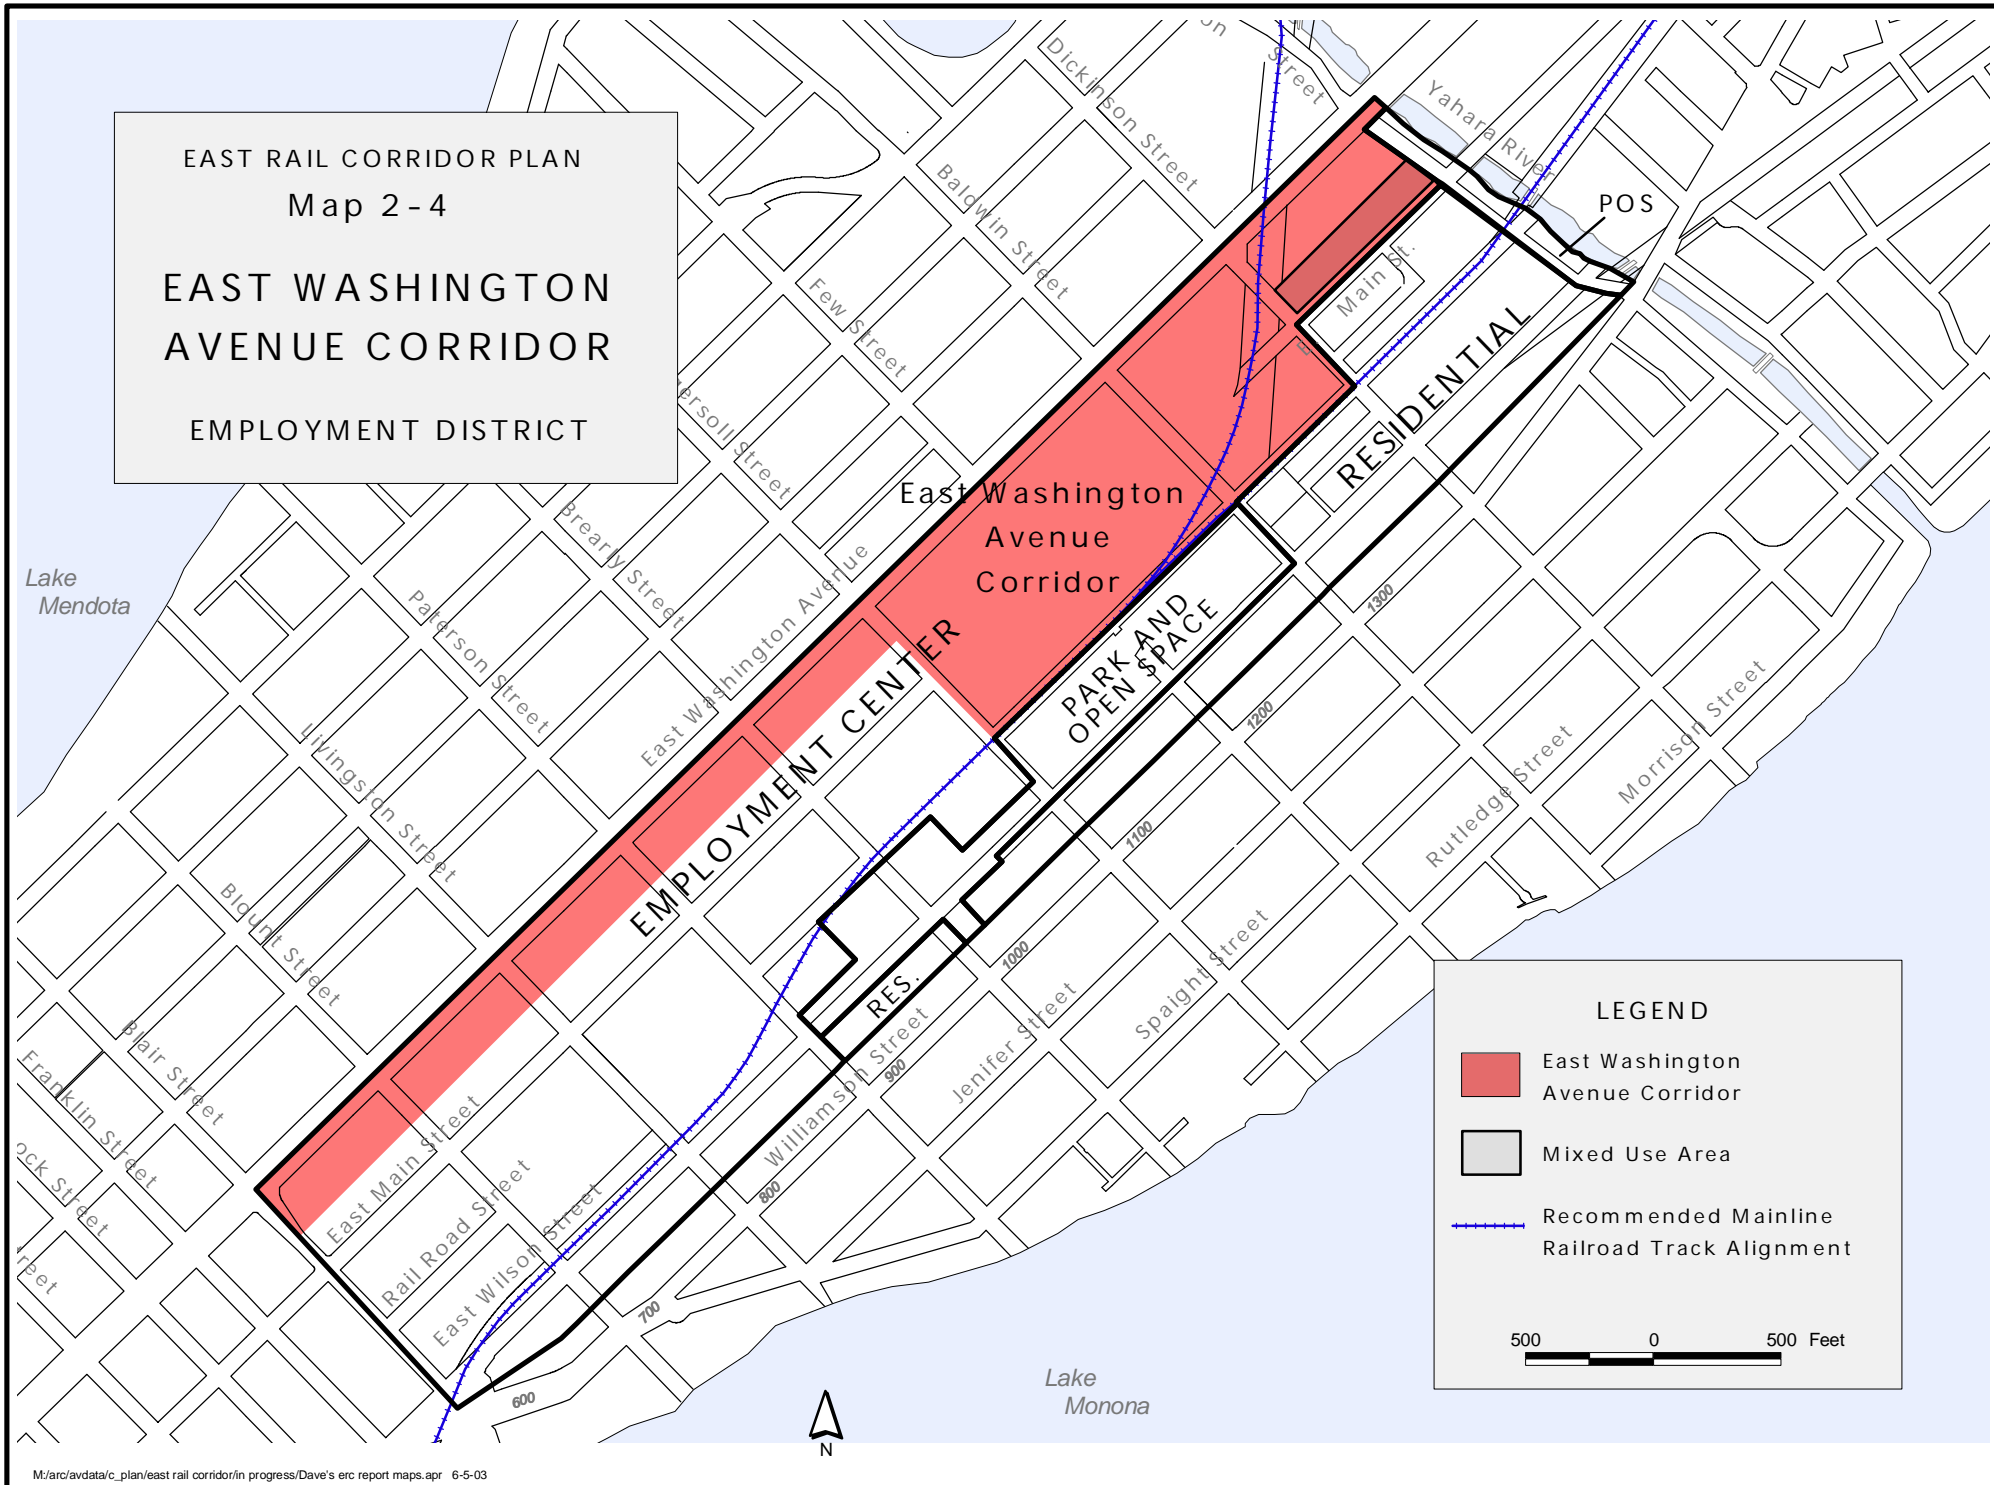 EAST RAIL CORRIDOR PLAN
Map 2-4
EAST WASHINGTON
AVENUE CORRIDOR
EMPLOYMENT DISTRICT
on
Street
Dickinson Street
Yahara River
POS
Baldwin Street
Main St.
Few Street
ersoll Street
RESIDENTIAL
East Washington
Avenue
Corridor
Brearly Street
Lake
Mendota
Paterson Street
East Washington Avenue
PARK AND
OPEN SPACE
1300
EMPLOYMENT CENTER
1200
Livingston Street
Morrison Street
Rutledge Street
1100
Blount Street
1000
Spaight Street
RES.
Blair Street
Franklin Street
Williamson Street
900
Jenifer Street
ock Street
East Main Street
Rail Road Street
East Wilson Street
800
reet
700
600
Lake
Monona
N
LEGEND
East Washington
Avenue Corridor
Mixed Use Area
Recommended Mainline
Railroad Track Alignment
500 0 500 Feet
M:/arc/avdata/c_plan/east rail corridor/in progress/Dave's erc report maps.apr 6-5-03